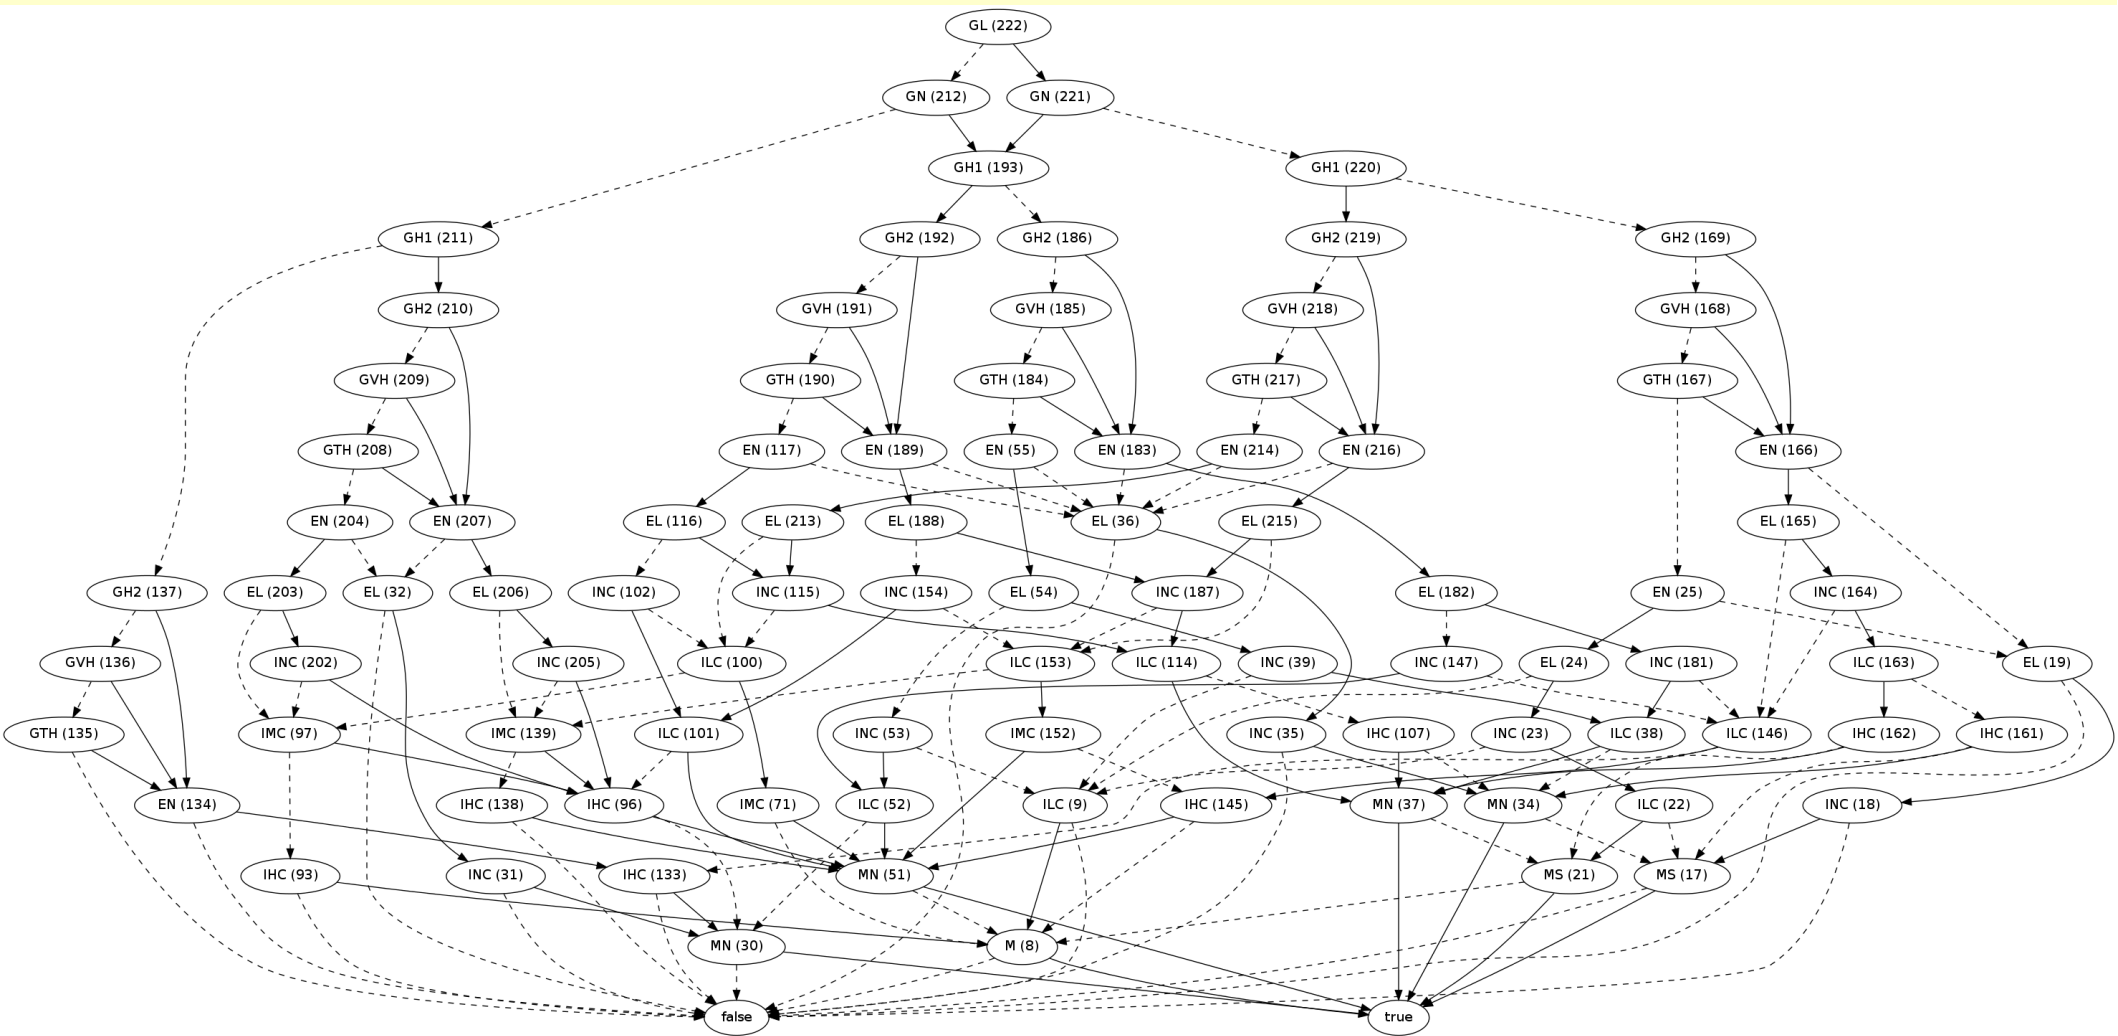 GL (222)
GN (212) GN (221)
GH1 (193) GH1 (220)
GH1 (211) GH2 (192) GH2 (186) GH2 (219) GH2 (169)
GH2 (210) GVH (191) GVH (185) GVH (218) GVH (168)
GVH (209) GTH (190) GTH (184) GTH (217) GTH (167)
GTH (208) EN (117) EN (189) EN (55) EN (183) EN (214) EN (216) EN (166)
EN (204) EN (207) EL (116) EL (213) EL (188) EL (36) EL (215) EL (165)
GH2 (137) EL (203) EL (32) EL (206) INC (102) INC (115) INC (154) EL (54) INC (187) EL (182) EN (25) INC (164)
GVH (136) INC (202) INC (205) ILC (100) ILC (153) ILC (114) INC (39) INC (147) EL (24) INC (181) ILC (163) EL (19)
GTH (135) IMC (97) IMC (139) ILC (101) INC (53) IMC (152) INC (35) IHC (107) INC (23) ILC (38) ILC (146) IHC (162) IHC (161)
EN (134) IHC (138) IHC (96) IMC (71) ILC (52) ILC (9) IHC (145) MN (37) MN (34) ILC (22) INC (18)
IHC (93) INC (31) IHC (133) MN (51) MS (21) MS (17)
MN (30) M (8)
false true